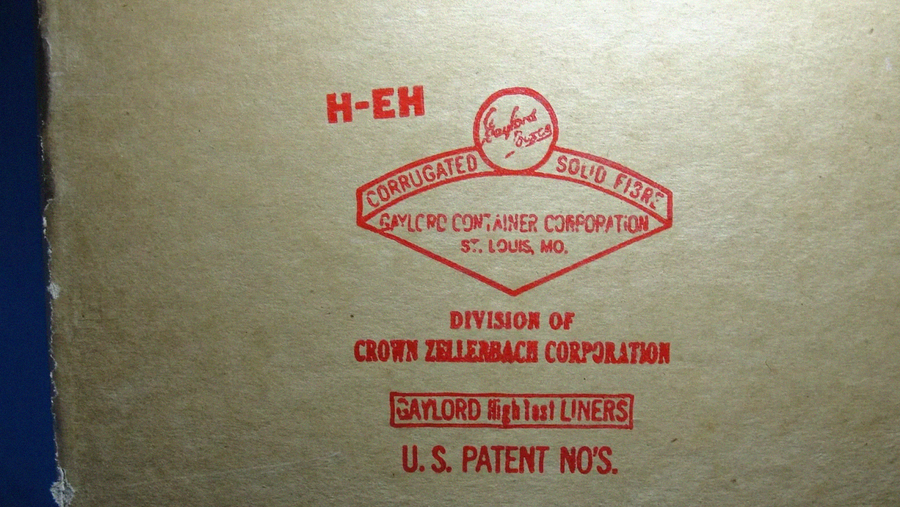 H-EH
Gaylord
Boxes
CORRUGATED SOLID FIBRE
GAYLORD CONTAINER CORPORATION
ST. LOUIS, MO.
DIVISION OF
CROWN ZELLERBACH CORPORATION
GAYLORD High Test LINERS
U. S. PATENT NO'S.